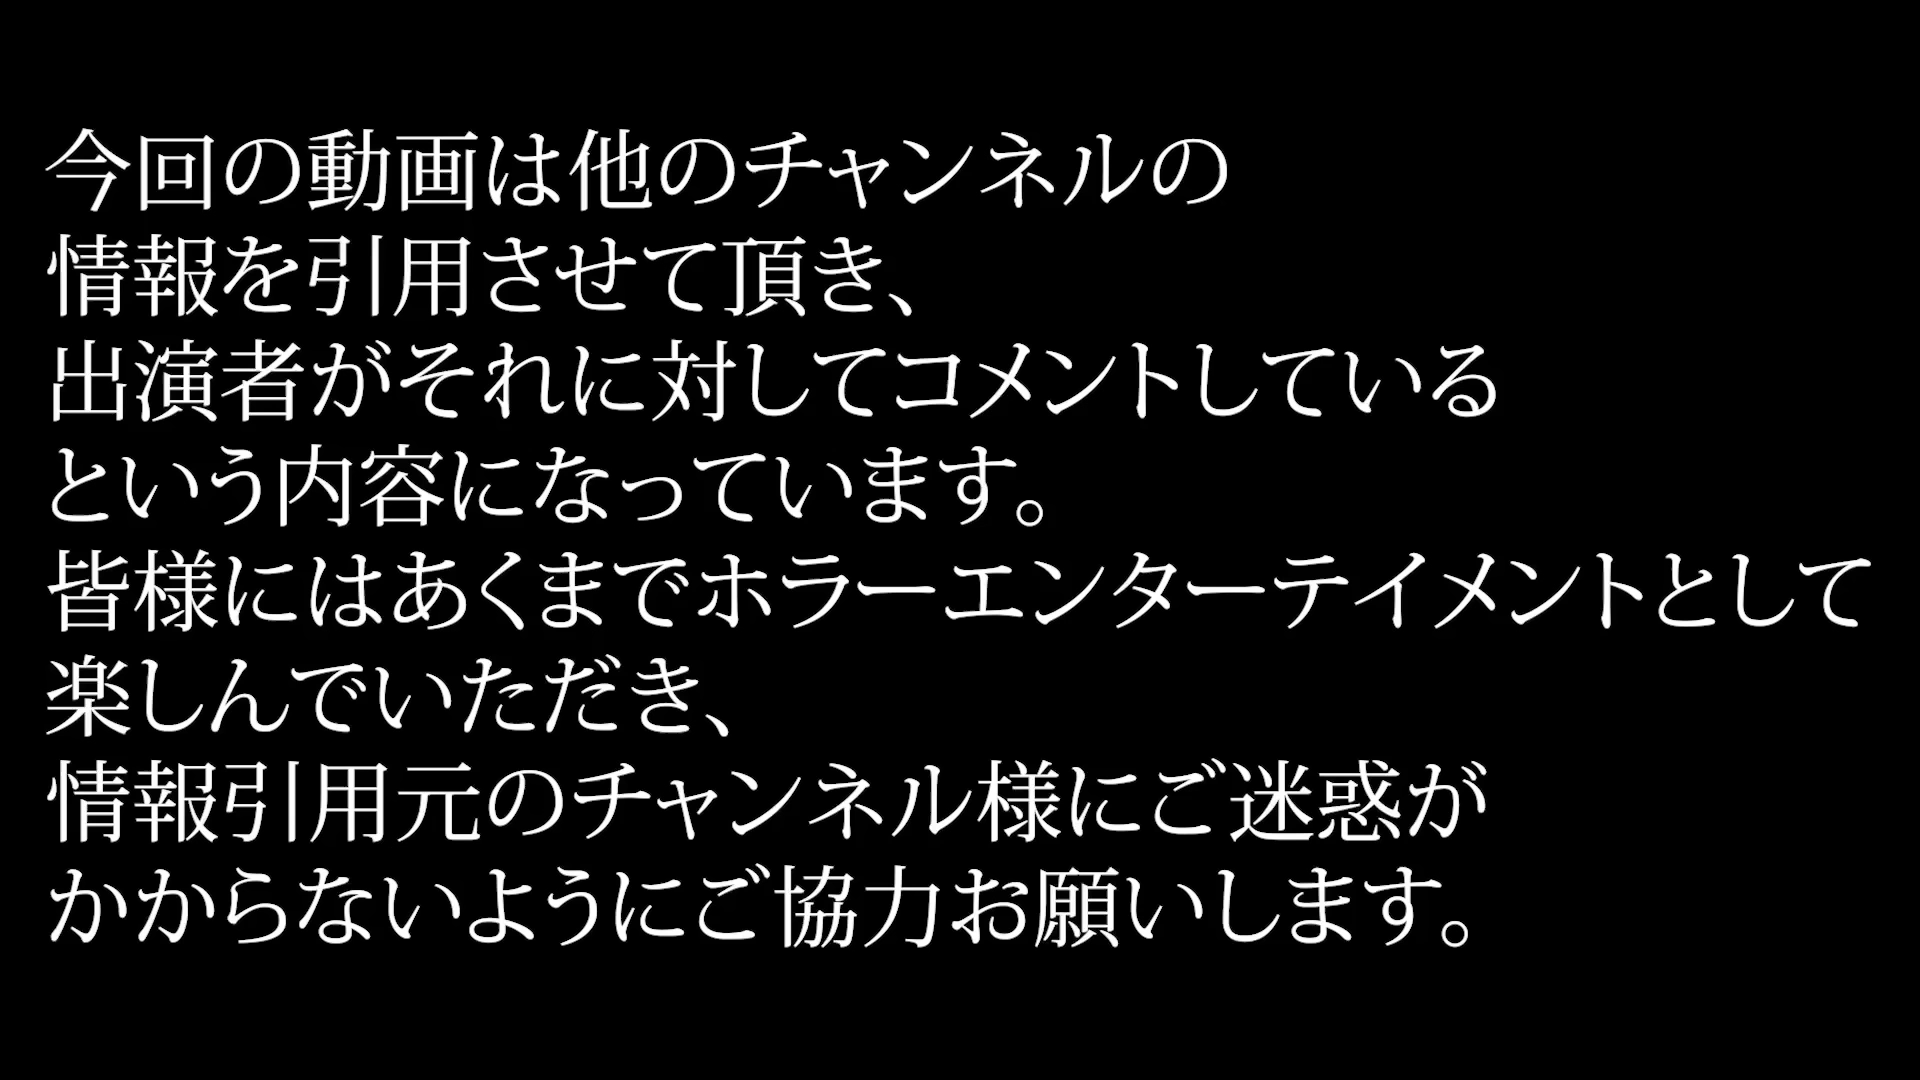 今回の動画は他のチャンネルの
情報を引用させて頂き、
出演者がそれに対してコメントしている
という内容になっています。
皆様にはあくまでホラーエンターテイメントとして
楽しんでいただき、
情報引用元のチャンネル様にご迷惑が
かからないようにご協力お願いします。